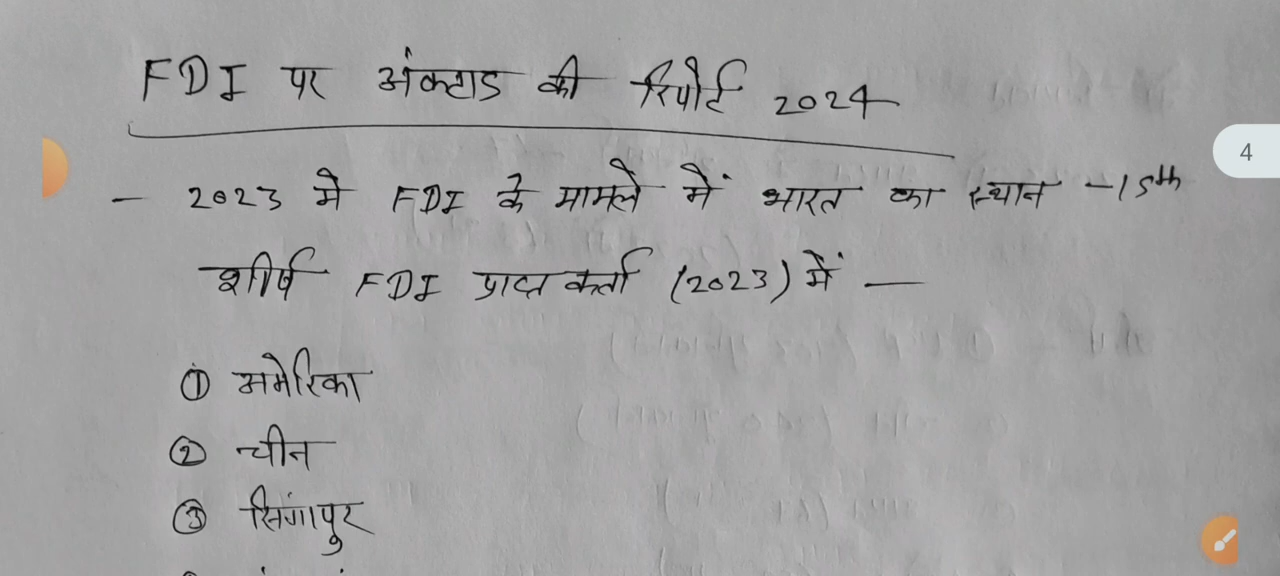 FDI पर अंकटाड की रिपोर्ट 2024
4
- 2023 में FDI के मामले में भारत का स्थान -15th
शीर्ष FDI प्राप्तकर्ता (2023) में -
① अमेरिका
② चीन
③ सिंगापुर